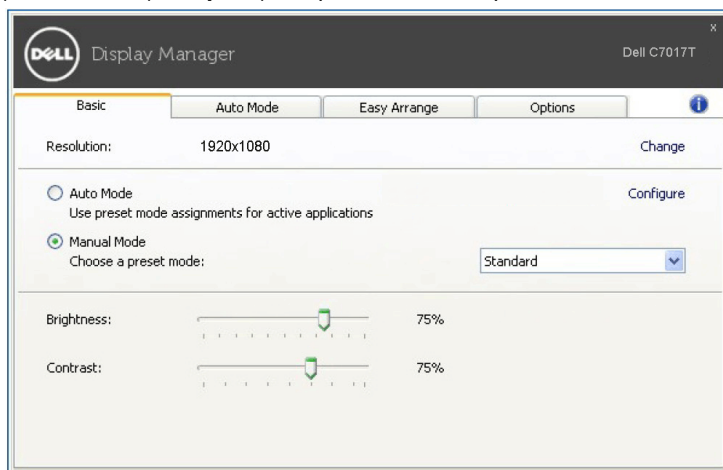 DELL Display Manager
x
Dell C7017T
Basic Auto Mode Easy Arrange Options
Resolution: 1920x1080 Change
Auto Mode Configure
Use preset mode assignments for active applications
Manual Mode
Choose a preset mode: Standard
Brightness: 75%
Contrast: 75%